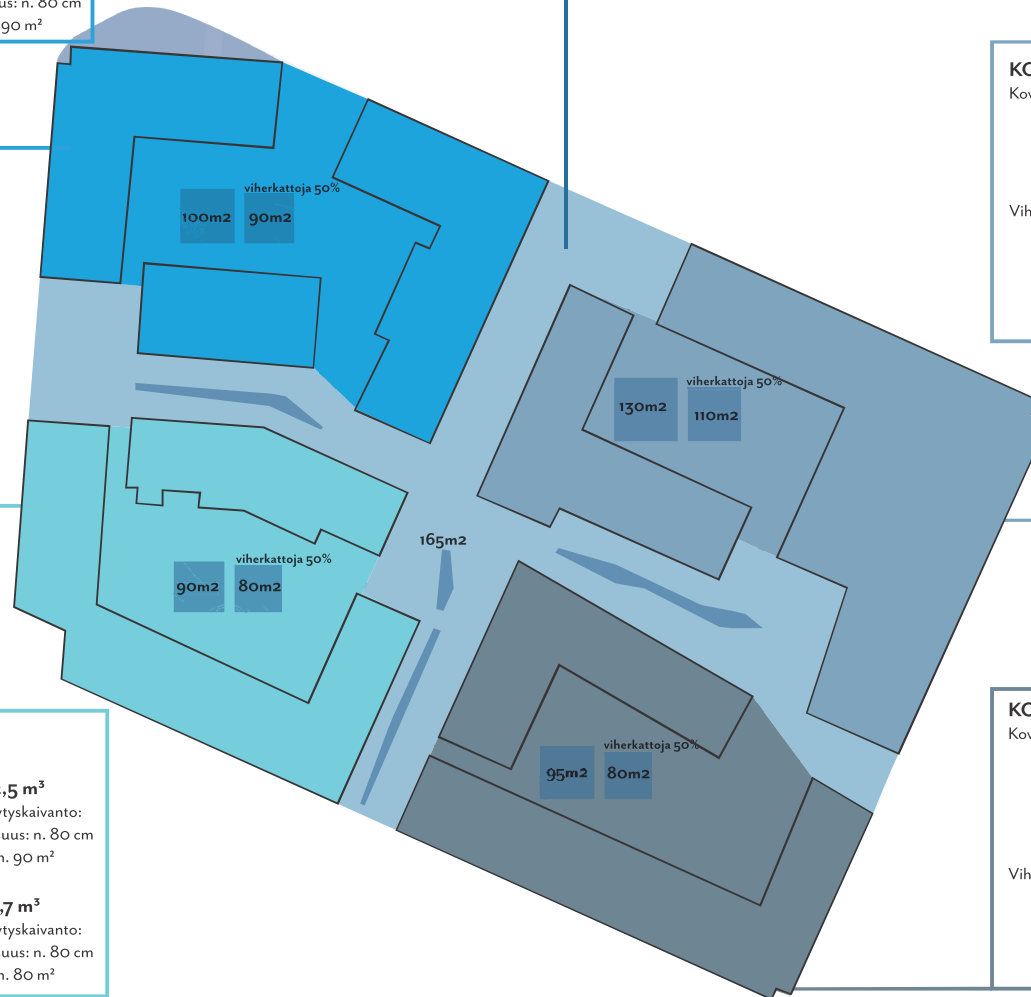 us: n. 80 cm
90 m²
KO
Kov
Vih
viherkattoja 50%
100m2 90m2
viherkattoja 50%
130m2 110m2
165m2
viherkattoja 50%
90m2 80m2
viherkattoja 50%
95m2 80m2
KO
Kov
Vih
,5 m³
ytyskaivanto:
uus: n. 80 cm
n. 90 m²
,7 m³
ytyskaivanto:
uus: n. 80 cm
n. 80 m²